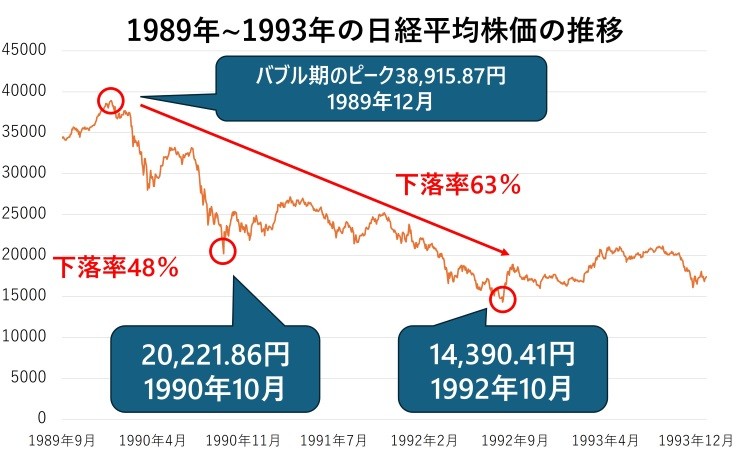 1989年~1993年の日経平均株価の推移
45000
40000
35000
30000
25000
20000
15000
10000
5000
0
バブル期のピーク38,915.87円
1989年12月
下落率63%
下落率48%
20,221.86円
1990年10月
14,390.41円
1992年10月
1989年9月 1990年4月 1990年11月 1991年7月 1992年2月 1992年9月 1993年4月 1993年12月